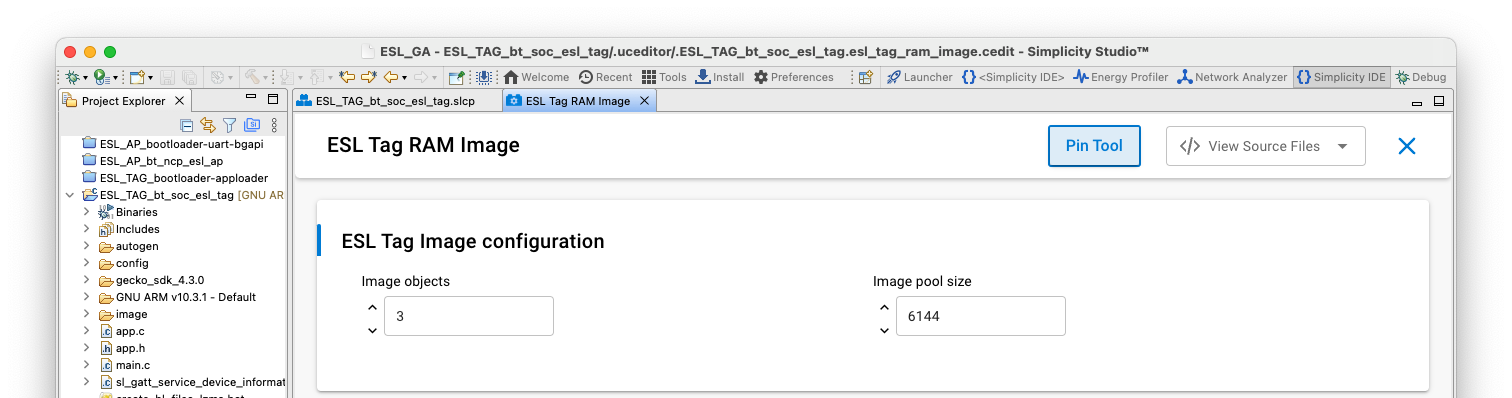 ESL_GA - ESL_TAG_bt_soc_esl_tag/.uceditor/.ESL_TAG_bt_soc_esl_tag.esl_tag_ram_image.cedit - Simplicity Studio™
Welcome Recent Tools Install Preferences Launcher <Simplicity IDE> Energy Profiler Network Analyzer Simplicity IDE Debug
Project Explorer ESL_TAG_bt_soc_esl_tag.slcp ESL Tag RAM Image
ESL Tag RAM Image Pin Tool View Source Files
ESL_AP_bootloader-uart-bgapi
ESL_AP_bt_ncp_esl_ap
ESL_TAG_bootloader-apploader
ESL_TAG_bt_soc_esl_tag [GNU AR
Binaries
Includes
autogen
config
gecko_sdk_4.3.0
GNU ARM v10.3.1 - Default
image
app.c
app.h
main.c
sl_gatt_service_device_informat
ESL Tag Image configuration
Image objects Image pool size
3 6144